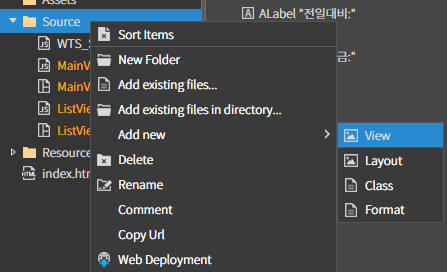 Assets
Source
ALabel "전일대비:"
WTS_S
MainV
MainV
ListVie
ListVie
Resource
index.htm
금:"
Sort Items
New Folder
Add existing files...
Add existing files in directory...
Add new
Delete
Rename
Comment
Copy Url
Web Deployment
View
Layout
Class
Format